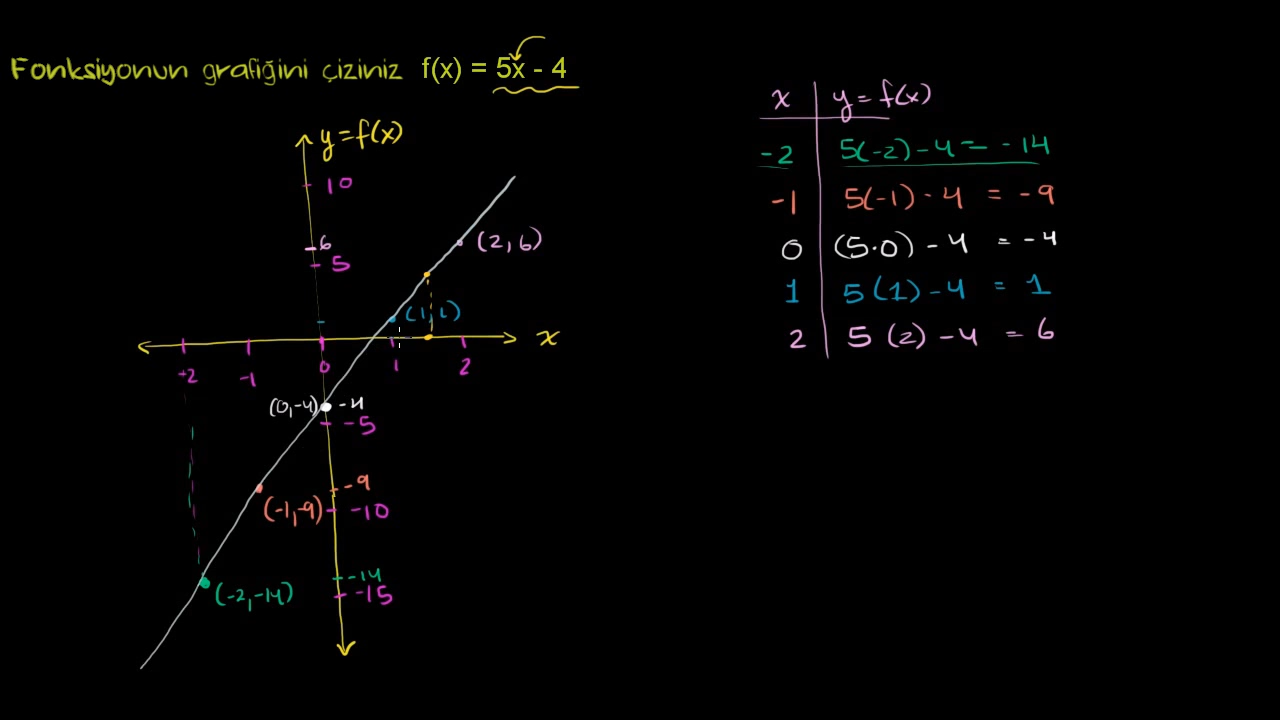 Fonksiyonun grafiğini çiziniz f(x) = 5x - 4
x y = f(x)
-2 5(-2) - 4 = -14
-1 5(-1) - 4 = -9
0 (5·0) - 4 = -4
1 5(1) - 4 = 1
2 5(2) - 4 = 6
y = f(x)
10
6
5
(2, 6)
(1, 1)
x
-2 -1 0 1 2
(0, -4) -4
-5
-9
(-1, -9) -10
-14
(-2, -14) -15